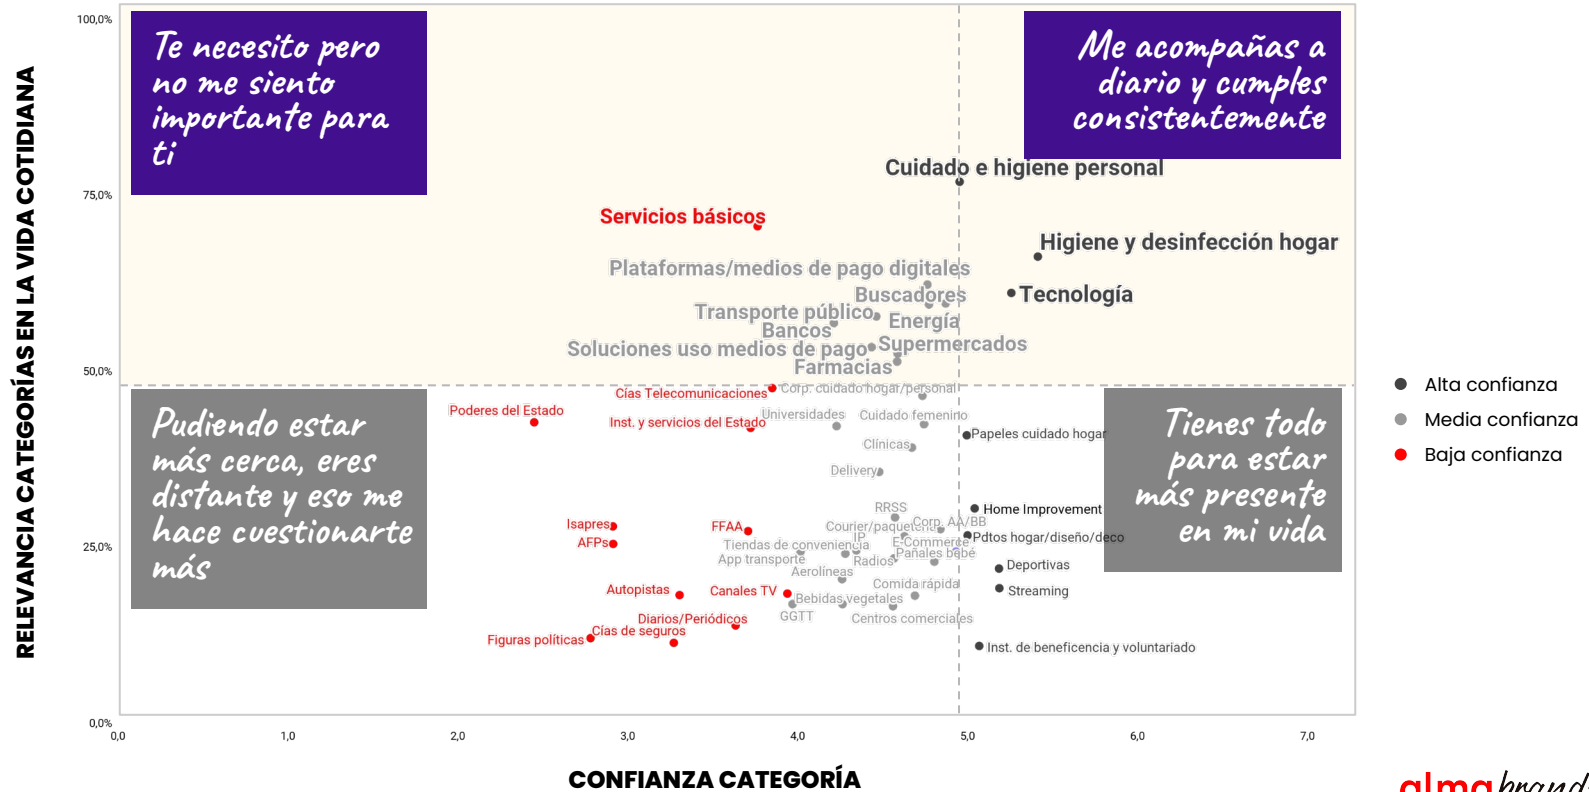 RELEVANCIA CATEGORÍAS EN LA VIDA COTIDIANA
100,0%
75,0%
50,0%
25,0%
0,0%
Te necesito pero
no me siento
importante para
ti
Me acompañas a
diario y cumples
consistentemente
Cuidado e higiene personal
Servicios básicos
Higiene y desinfección hogar
Plataformas/medios de pago digitales
Buscadores
Tecnología
Transporte público
Energía
Bancos
Soluciones uso medios de pago
Supermercados
Farmacias
Cías Telecomunicaciones
Corp. cuidado hogar/personal
Poderes del Estado
Inst. y servicios del Estado
Universidades
Cuidado femenino
Papeles cuidado hogar
Clínicas
Delivery
Pudiendo estar
más cerca, eres
distante y eso me
hace cuestionarte
más
Tienes todo
para estar
más presente
en mi vida
RRSS
Home Improvement
Isapres
FFAA
Courier/paquetería
Corp. AA/BB
AFPs
Tiendas de conveniencia
IP
E-Commerce
Pdtos hogar/diseño/deco
App transporte
Radios
Pañales bebé
Aerolíneas
Deportivas
Autopistas
Canales TV
Comida rápida
Streaming
Bebidas vegetales
GGTT
Centros comerciales
Diarios/Periódicos
Cías de seguros
Figuras políticas
Inst. de beneficencia y voluntariado
0,0
1,0
2,0
3,0
4,0
5,0
6,0
7,0
CONFIANZA CATEGORÍA
Alta confianza
Media confianza
Baja confianza
alma brands